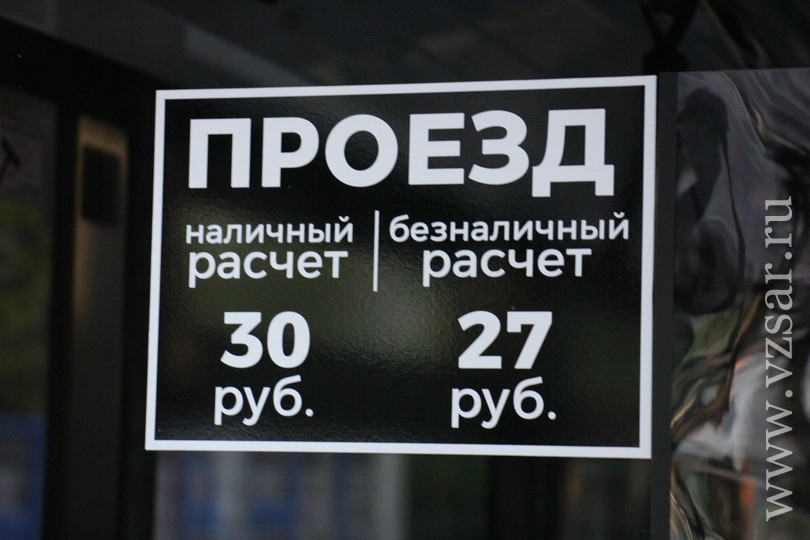 ПРОЕЗД
наличный расчет
безналичный расчет
30 руб.
27 руб.
www.vzsar.ru